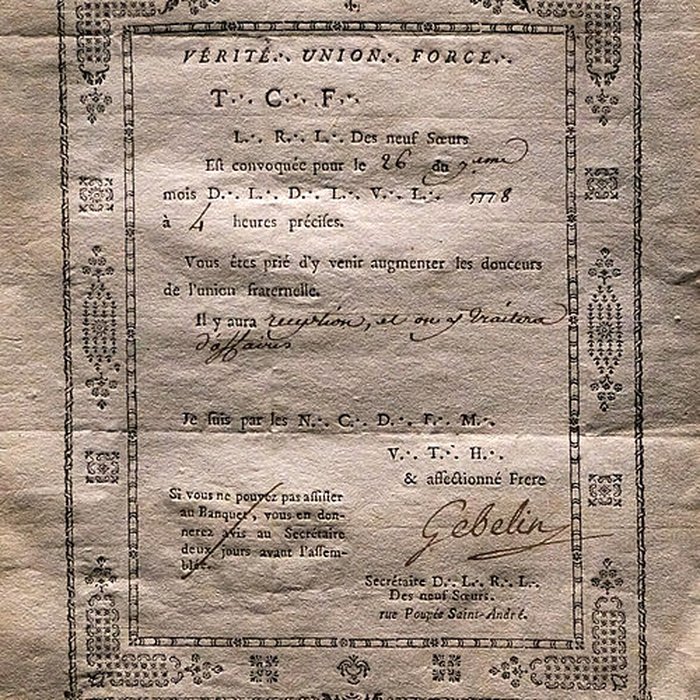 VÉRITÉ∴ UNION∴ FORCE∴
T∴ C∴ F∴
L∴ R∴ L∴ Des neuf Sœurs
Est convoquée pour le 26 du 9.eme
mois D∴ L∴ D∴ L∴ V∴ L∴ 5778
à 4 heures précises.
Vous êtes prié d'y venir augmenter les douceurs
de l'union fraternelle.
Il y aura reception, et on y traitera
d'affaires
Je suis par les N∴ C∴ D∴ F∴ M∴
V∴ T∴ H∴
& affectionné Frere
Si vous ne pouvez pas assister
au Banquet, vous en don-
nerez avis au Secrétaire
deux jours avant l'assem-
blée.
Gebelin
Secrétaire D∴ L∴ R∴ L∴
Des neuf Sœurs.
rue Poupée Saint-André.